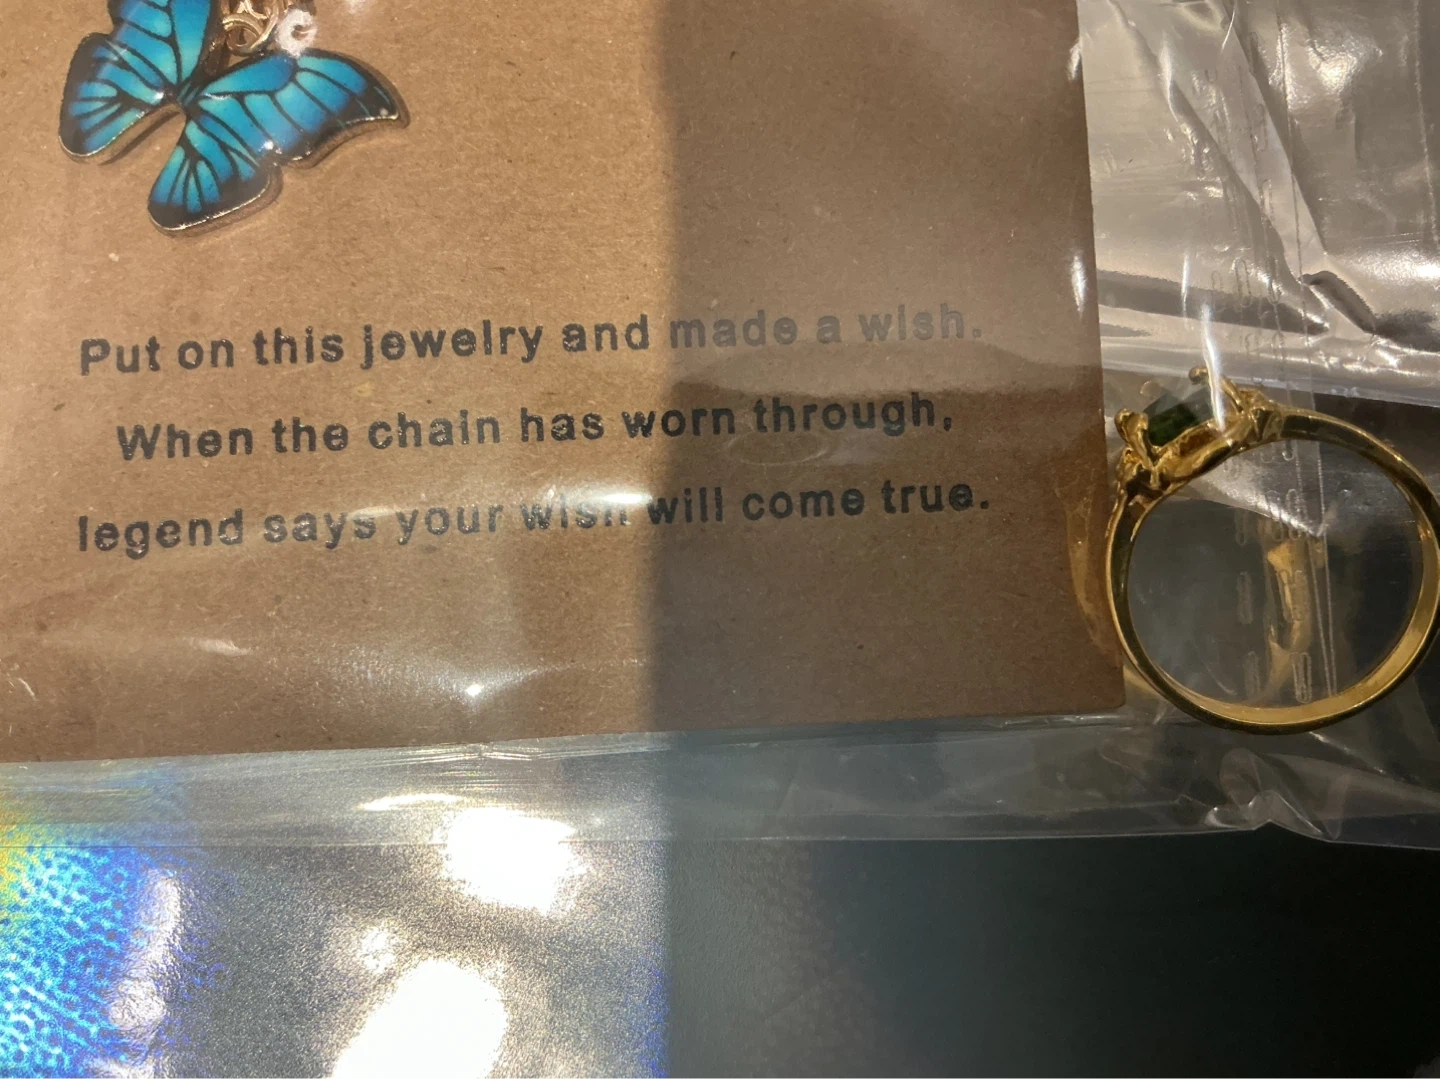 Put on this jewelry and made a wish.
When the chain has worn through,
legend says your wish will come true.